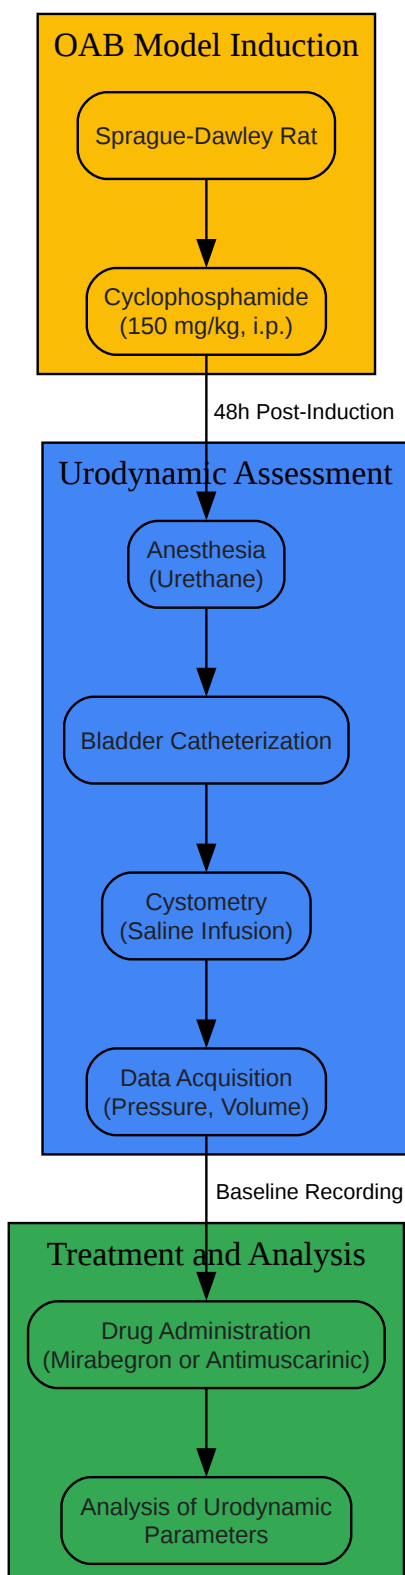 OAB Model Induction
Sprague-Dawley Rat
Cyclophosphamide
(150 mg/kg, i.p.)
48h Post-Induction
Urodynamic Assessment
Anesthesia
(Urethane)
Bladder Catheterization
Cystometry
(Saline Infusion)
Data Acquisition
(Pressure, Volume)
Baseline Recording
Treatment and Analysis
Drug Administration
(Mirabegron or Antimuscarinic)
Analysis of Urodynamic
Parameters